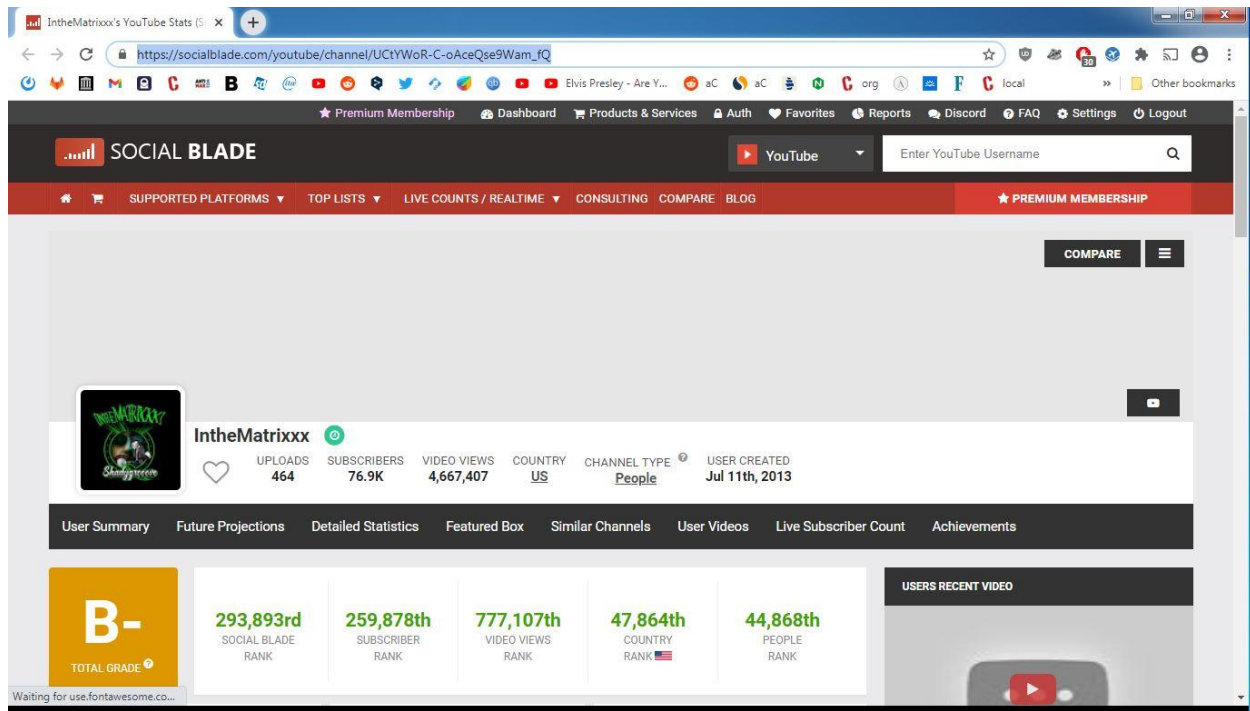 IntheMatrixxx's YouTube Stats (S
https://socialblade.com/youtube/channel/UCtYWoR-C-oAceQse9Wam_fQ
30
Elvis Presley - Are Y... aC aC org local » Other bookmarks
Premium Membership Dashboard Products & Services Auth Favorites Reports Discord FAQ Settings Logout
SOCIAL BLADE YouTube Enter YouTube Username
SUPPORTED PLATFORMS TOP LISTS LIVE COUNTS / REALTIME CONSULTING COMPARE BLOG PREMIUM MEMBERSHIP
COMPARE
INTHEMATRIXXX
Shadygrooove
IntheMatrixxx
UPLOADS SUBSCRIBERS VIDEO VIEWS COUNTRY CHANNEL TYPE USER CREATED
464 76.9K 4,667,407 US People Jul 11th, 2013
User Summary Future Projections Detailed Statistics Featured Box Similar Channels User Videos Live Subscriber Count Achievements
USERS RECENT VIDEO
B-
TOTAL GRADE
293,893rd 259,878th 777,107th 47,864th 44,868th
SOCIAL BLADE SUBSCRIBER VIDEO VIEWS COUNTRY PEOPLE
RANK RANK RANK RANK RANK
Waiting for use.fontawesome.co...